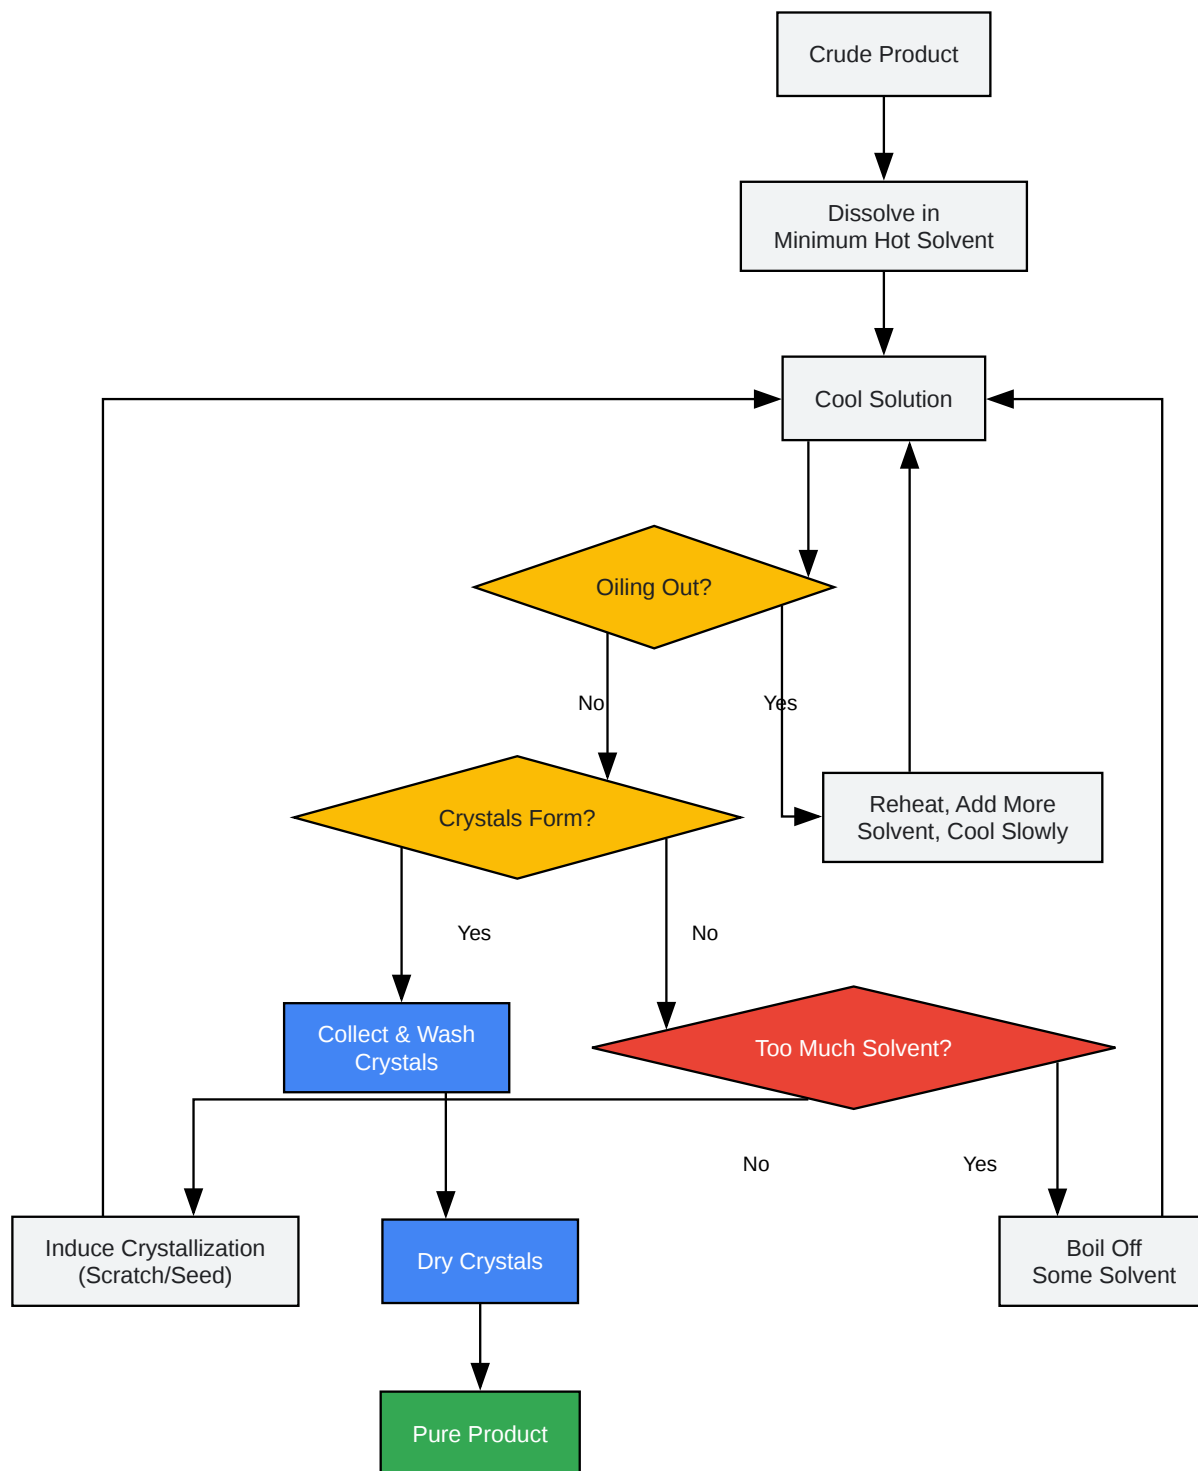 Crude Product
Dissolve in
Minimum Hot Solvent
Cool Solution
Oiling Out?
No
Yes
Reheat, Add More
Solvent, Cool Slowly
Crystals Form?
Yes
No
Collect & Wash
Crystals
Too Much Solvent?
No
Yes
Induce Crystallization
(Scratch/Seed)
Dry Crystals
Boil Off
Some Solvent
Pure Product